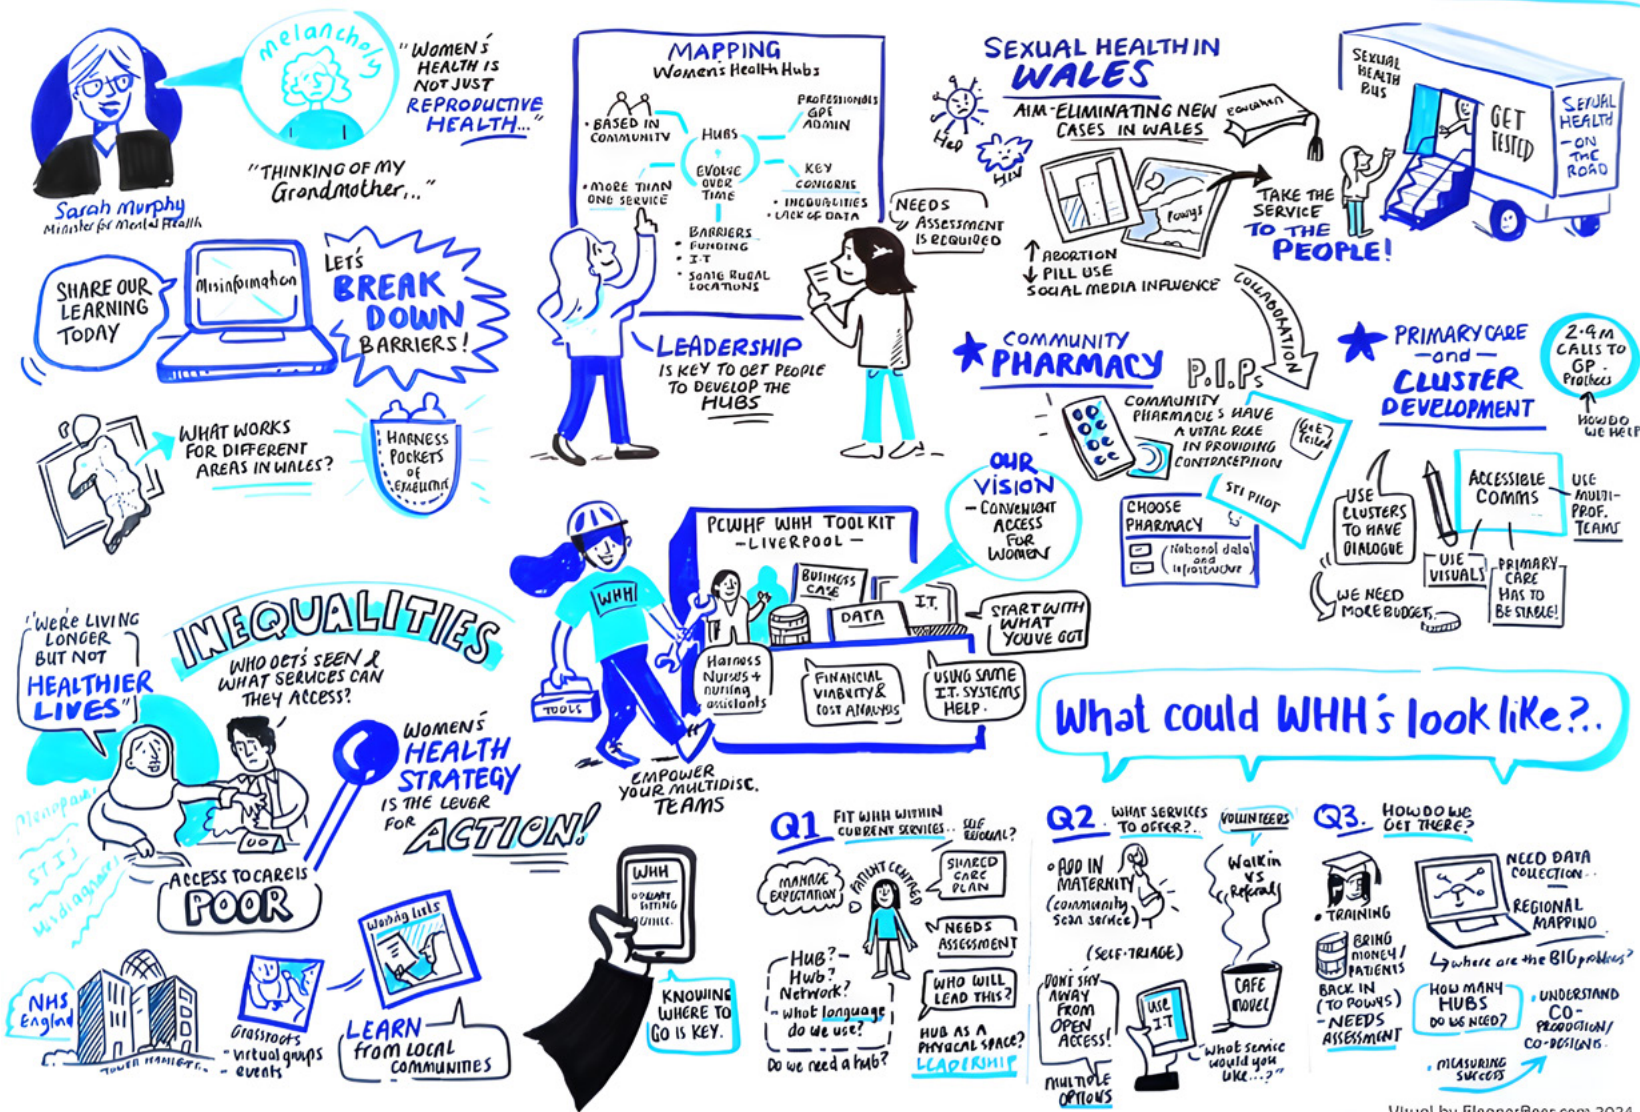 melancholy
"WOMEN'S
HEALTH IS
NOT JUST
REPRODUCTIVE
HEALTH..."
"THINKING OF MY
Grandmother,.."
Sarah Murphy
Minister for Mental Health
SHARE OUR
LEARNING
TODAY
Misinformation
LET'S
BREAK
DOWN
BARRIERS!
WHAT WORKS
FOR DIFFERENT
AREAS IN WALES?
HARNESS
POCKETS
OF
MAPPING
Women's Health Hubs
• BASED IN
COMMUNITY
PROFESSIONALS
ADMIN
HUBS
EVOLVE
OVER
TIME
• MORE THAN
ONE SERVICE
KEY
CONCERNS
• INEQUALITIES
• LACK OF DATA
BARRIERS
• FUNDING
• I.T
• SOME RURAL
LOCATIONS
NEEDS
ASSESSMENT
IS REQUIRED
LEADERSHIP
IS KEY TO GET PEOPLE
TO DEVELOP THE
HUBS
SEXUAL HEALTH IN
WALES
AIM - ELIMINATING NEW
CASES IN WALES
Hep
HIV
Education
Powys
↑ ABORTION
↓ PILL USE
SOCIAL MEDIA INFLUENCE
TAKE THE
SERVICE
TO THE
PEOPLE!
SEXUAL
HEALTH
BUS
GET
TESTED
SEXUAL
HEALTH
- ON
THE
ROAD
COLLABORATION
COMMUNITY
PHARMACY
P.I.Ps
COMMUNITY
PHARMACIES HAVE
A VITAL ROLE
IN PROVIDING
CONTRACEPTION
GET
Tested
STI PILOT
CHOOSE
PHARMACY
(National data
and
Infrastructure)
PRIMARY CARE
- and -
CLUSTER
DEVELOPMENT
2.9M
CALLS TO
GP
HOW DO
WE HELP
USE
CLUSTERS
TO HAVE
DIALOGUE
ACCESSIBLE
COMMS
USE
MULTI-
PROF.
TEAMS
USE
VISUALS
PRIMARY
CARE
HAS TO
BE STABLE!
WE NEED
MORE BUDGET
OUR
VISION
- CONVENIENT
ACCESS
FOR
WOMEN
PCWHF WHH TOOLKIT
- LIVERPOOL -
WHH
TOOLS
BUSINESS
CASE
DATA
I.T.
START WITH
WHAT
YOU'VE GOT
Harness
Nurses +
nursing
assistants
FINANCIAL
VIABILITY &
COST ANALYSIS
USING SAME
I.T. SYSTEMS
HELP.
EMPOWER
YOUR MULTIDISC.
TEAMS
"WE'RE LIVING
LONGER
BUT NOT
HEALTHIER
LIVES"
INEQUALITIES
WHO GETS SEEN &
WHAT SERVICES CAN
THEY ACCESS?
WOMEN'S
HEALTH
STRATEGY
IS THE LEVER
FOR
ACTION!
Menopause
STI's
Misdiagnoses
ACCESS TO CARE IS
POOR
NHS
England
TOWER HAMLETS..
Grassroots
- virtual groups
- events
Waiting lists
LEARN
from LOCAL
COMMUNITIES
WHH
KNOWING
WHERE TO
GO IS KEY.
What could WHH's look like?..
Q1
FIT WHH WITHIN
CURRENT SERVICES..
SELF
REFERRAL?
MANAGE
EXPECTATION
PATIENT CENTRED
SHARED
CARE
PLAN
NEEDS
ASSESSMENT
WHO WILL
LEAD THIS?
HUB AS A
PHYSICAL SPACE?
LEADERSHIP
Hub? -
Hub?
Network?
- What language
do we use?
Do we need a hub?
Q2.
WHAT SERVICES
TO OFFER?..
VOLUNTEERS
• ADD IN
MATERNITY
(community
scan service)
Walk in
VS
Referral
(SELF-TRIAGE)
DON'T SHY
AWAY
FROM
OPEN
ACCESS!
MULTIPLE
OPTIONS
USE
I.T
CAFE
MODEL
"What service
would you
like...?"
Q3.
HOW DO WE
GET THERE?
• TRAINING
BRING
MONEY/
PATIENTS
BACK IN
(TO POWYS)
- NEEDS
ASSESSMENT
NEED DATA
COLLECTION..
REGIONAL
MAPPING
where are the BIG problems?
HOW MANY
HUBS
DO WE NEED?
• UNDERSTAND
CO-
PRODUCTION/
CO-DESIGNS.
• MEASURING
SUCCESS
Visual by EleanorBeer.com 2024